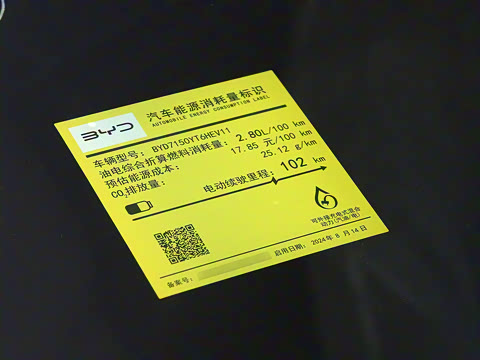 BYD
汽车能源消耗量标识
AUTOMOBILE ENERGY CONSUMPTION LABEL
车辆型号: BYD7150YT6HEV11
油电综合折算燃料消耗量: 2.80L/100 km
预估能源成本: 17.85 元/100 km
CO₂排放量: 25.12 g/km
电动续驶里程: 102 km
可外接充电式混合
动力(汽油/电)
备案号:
启用日期: 2024年 8 月 14 日